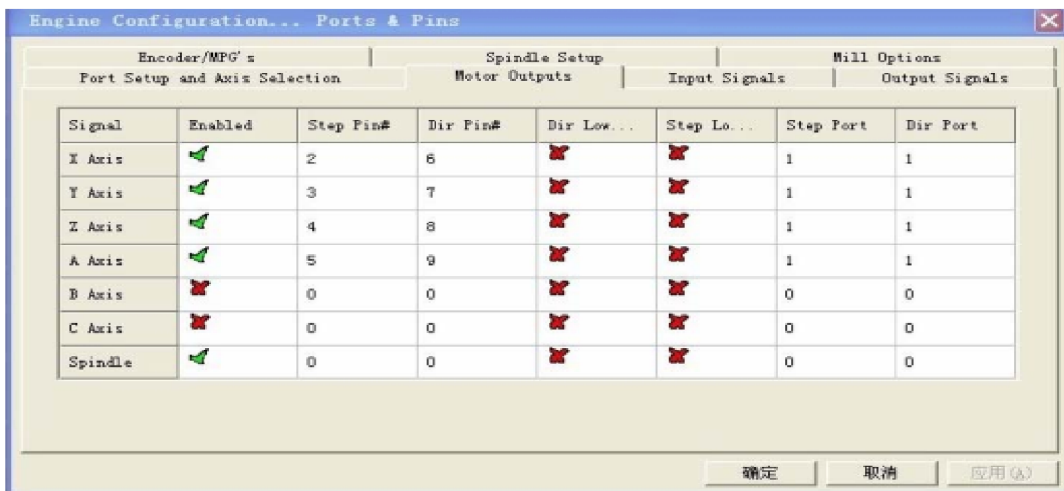 Engine Configuration... Ports & Pins
Encoder/MPG's Spindle Setup Mill Options
Port Setup and Axis Selection Motor Outputs Input Signals Output Signals
Signal Enabled Step Pin# Dir Pin# Dir Low... Step Lo... Step Port Dir Port
X Axis 2 6 1 1
Y Axis 3 7 1 1
Z Axis 4 8 1 1
A Axis 5 9 1 1
B Axis 0 0 0 0
C Axis 0 0 0 0
Spindle 0 0 0 0
确定 取消 应用(A)